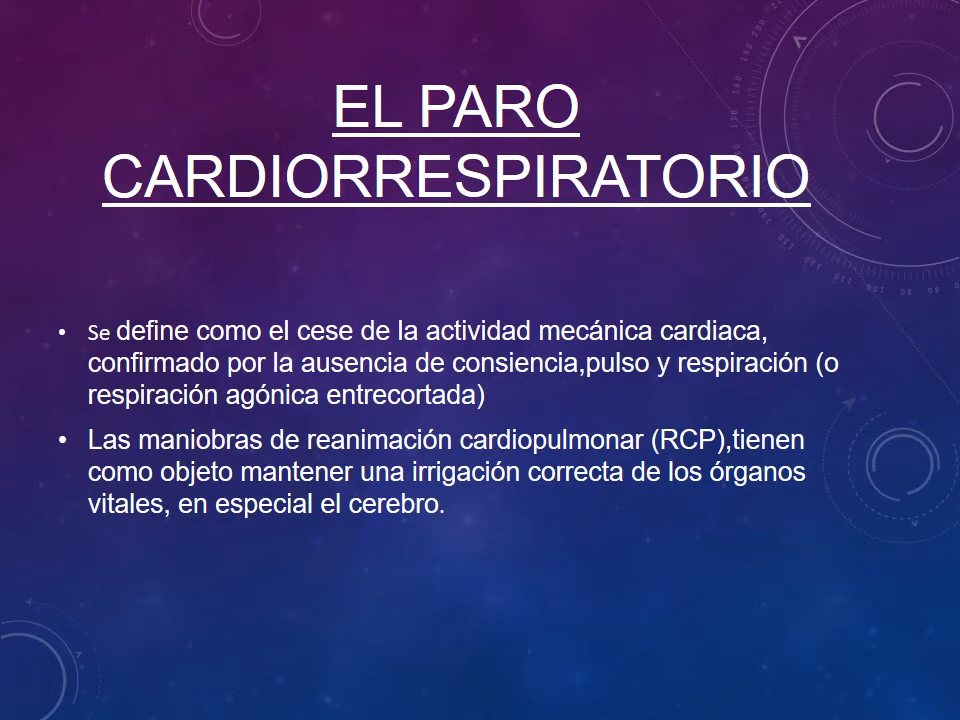 EL PARO
CARDIORRESPIRATORIO
• Se define como el cese de la actividad mecánica cardiaca,
confirmado por la ausencia de consiencia,pulso y respiración (o
respiración agónica entrecortada)
• Las maniobras de reanimación cardiopulmonar (RCP),tienen
como objeto mantener una irrigación correcta de los órganos
vitales, en especial el cerebro.